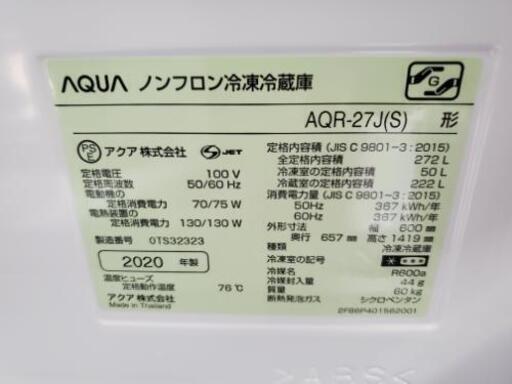 AQUA ノンフロン冷凍冷蔵庫
G
AQR-27J(S) 形
PS E アクア 株式会社 S JET
定格電圧 100 V
定格周波数 50/60 Hz
電動機の
定格消費電力 70/75 W
電熱装置の
定格消費電力 130/130 W
製造番号 0TS32323
2020 年製
温度ヒューズ
定格動作温度 76℃
アクア 株式会社
Made in Thailand
定格内容積 (JIS C 9801-3:2015)
全定格内容積 272 L
冷凍室の定格内容積 50 L
冷蔵室の定格内容積 222 L
消費電力量 (JIS C 9801-3:2015)
50Hz 367 kWh/年
60Hz 367 kWh/年
外形寸法 幅 600 mm
奥行 657 mm 高さ 1419 mm
種類 冷凍冷蔵庫
冷凍室の記号
冷媒名 R600a
冷媒封入量 44 g
質量 60 kg
断熱発泡ガス シクロペンタン
2FB6P401562001
>ABS<